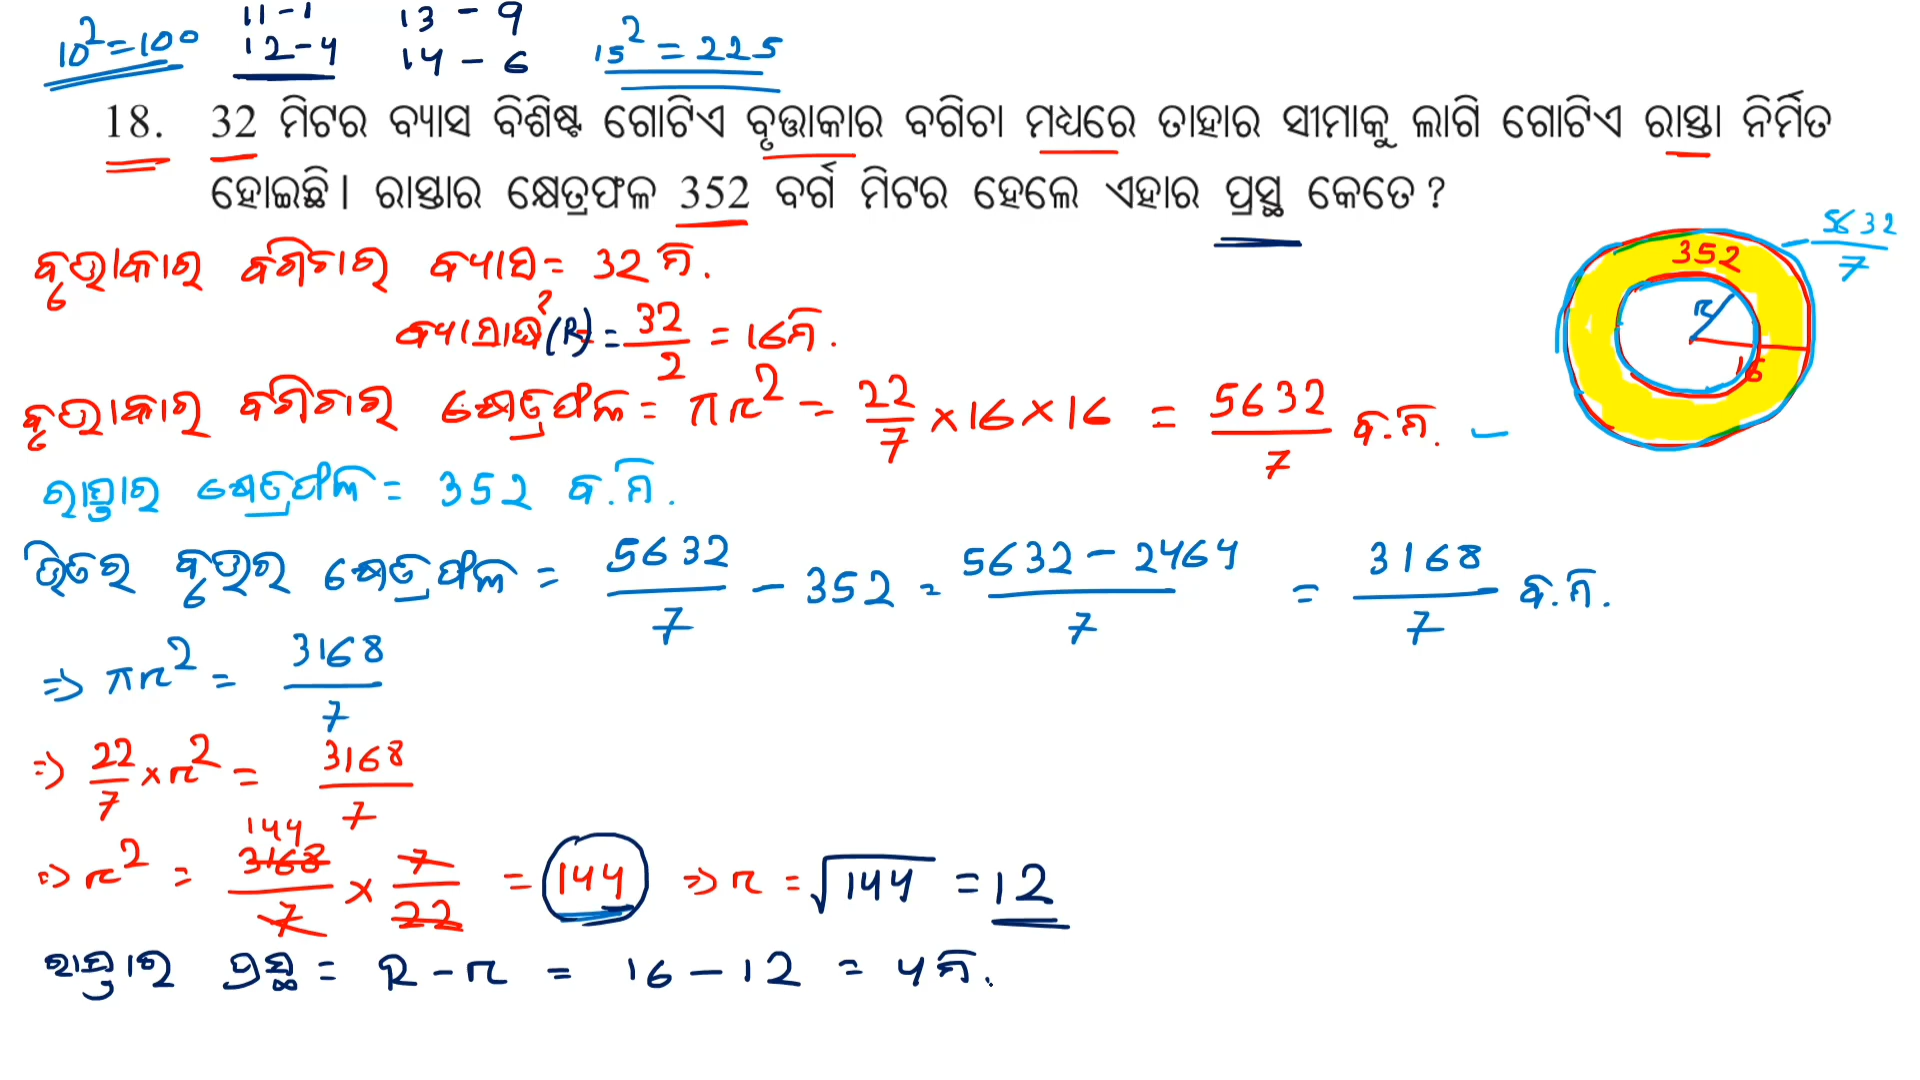 10² = 100 11 - 1 13 - 9
12 - 4 14 - 6 15² = 225
18. 32 ମିଟର ବ୍ୟାସ ବିଶିଷ୍ଟ ଗୋଟିଏ ବୃତ୍ତାକାର ବଗିଚା ମଧ୍ୟରେ ତାହାର ସୀମାକୁ ଲାଗି ଗୋଟିଏ ରାସ୍ତା ନିର୍ମିତ
ହୋଇଛି। ରାସ୍ତାର କ୍ଷେତ୍ରଫଳ 352 ବର୍ଗ ମିଟର ହେଲେ ଏହାର ପ୍ରସ୍ଥ କେତେ ?
ବୃତ୍ତାକାର ବଗିଚାର ବ୍ୟାସ = 32 ମି.
ବ୍ୟାସାର୍ଦ୍ଧ (R) = 32/2 = 16 ମି.
ବୃତ୍ତାକାର ବଗିଚାର କ୍ଷେତ୍ରଫଳ = πr² = 22/7 × 16 × 16 = 5632/7 ବ.ମି.
352 5632/7
r
16
ରାସ୍ତାର କ୍ଷେତ୍ରଫଳ = 352 ବ.ମି.
ଭିତର ବୃତ୍ତର କ୍ଷେତ୍ରଫଳ = 5632/7 - 352 = 5632 - 2464/7 = 3168/7 ବ.ମି.
⇒ πr² = 3168/7
⇒ 22/7 × r² = 3168/7
144
⇒ r² = 3168/7 × 7/22 = 144 ⇒ r = √144 = 12
ରାସ୍ତାର ପ୍ରସ୍ଥ = R - r = 16 - 12 = 4 ମି.